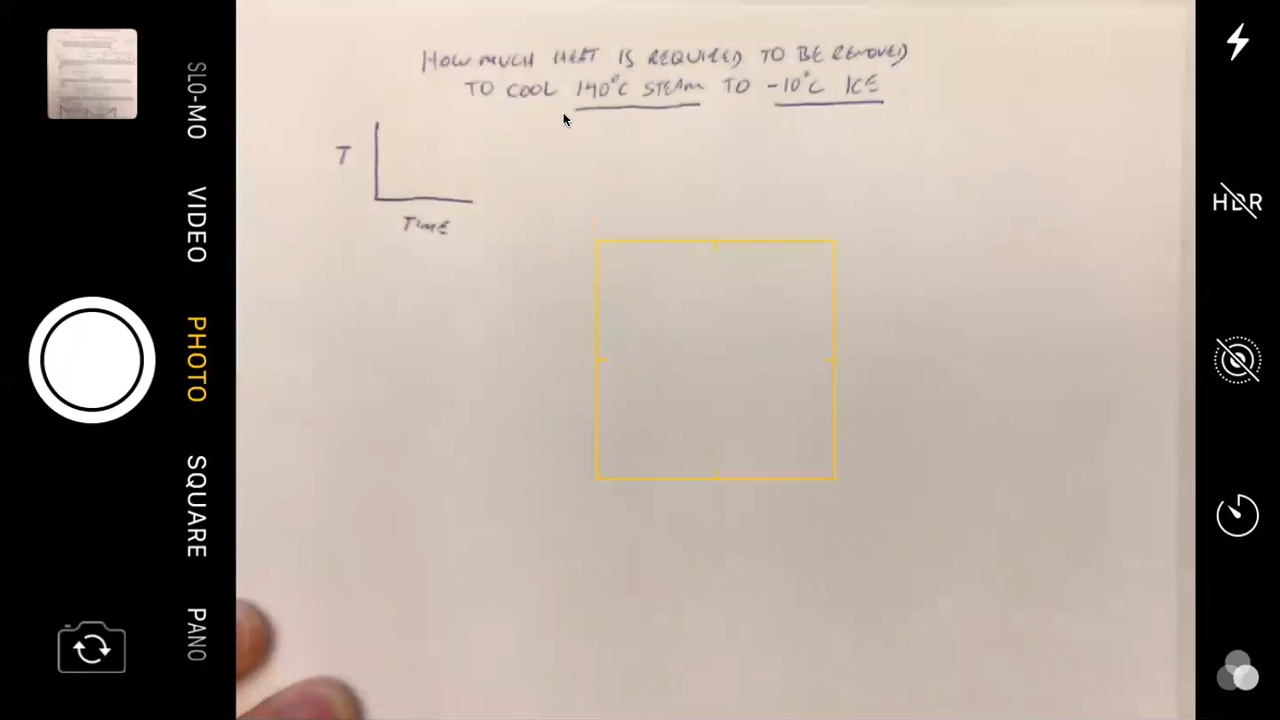 HOW MUCH HEAT IS REQUIRED TO BE REMOVED
TO COOL 140°C STEAM TO -10°C ICE
T
TIME
SLO-MO
VIDEO
PHOTO
SQUARE
PANO
HDR